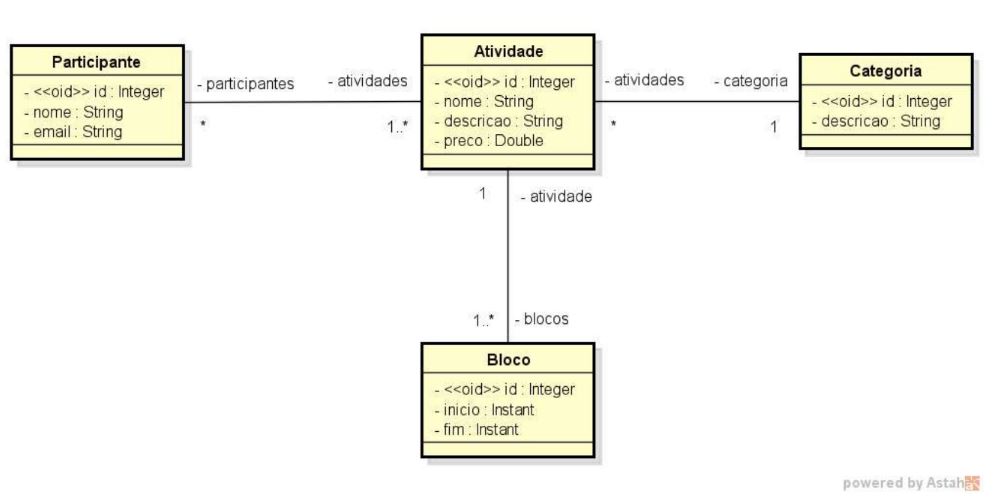 Participante
- <<oid>> id : Integer
- nome : String
- email : String
- participantes
*
- atividades
1..*
Atividade
- <<oid>> id : Integer
- nome : String
- descricao : String
- preco : Double
- atividades
*
- categoria
1
Categoria
- <<oid>> id : Integer
- descricao : String
1
- atividade
1..*
- blocos
Bloco
- <<oid>> id : Integer
- inicio : Instant
- fim : Instant
powered by Astah